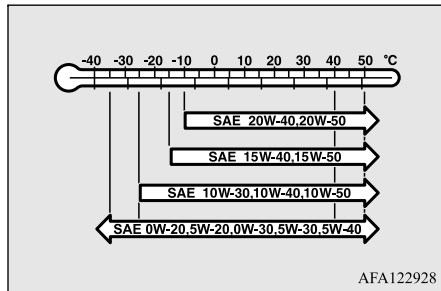 -40 -30 -20 -10 0 10 20 30 40 50 °C
SAE 20W-40,20W-50
SAE 15W-40,15W-50
SAE 10W-30,10W-40,10W-50
SAE 0W-20,5W-20,0W-30,5W-30,5W-40
AFA122928